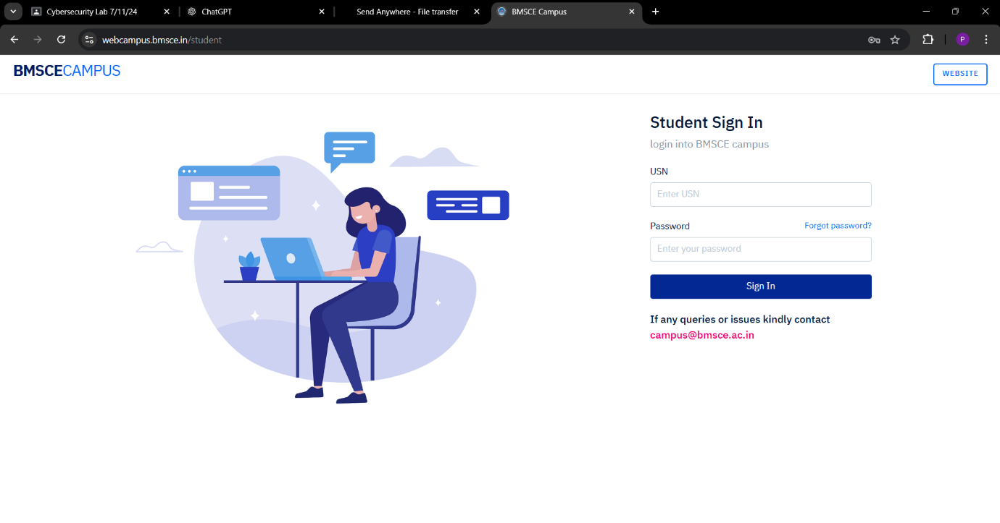 Cybersecurity Lab 7/11/24
ChatGPT
Send Anywhere - File transfer
BMSCE Campus
webcampus.bmsce.in/student
P
BMSCECAMPUS
WEBSITE
Student Sign In
login into BMSCE campus
USN
Enter USN
Password Forgot password?
Enter your password
Sign In
If any queries or issues kindly contact
campus@bmsce.ac.in